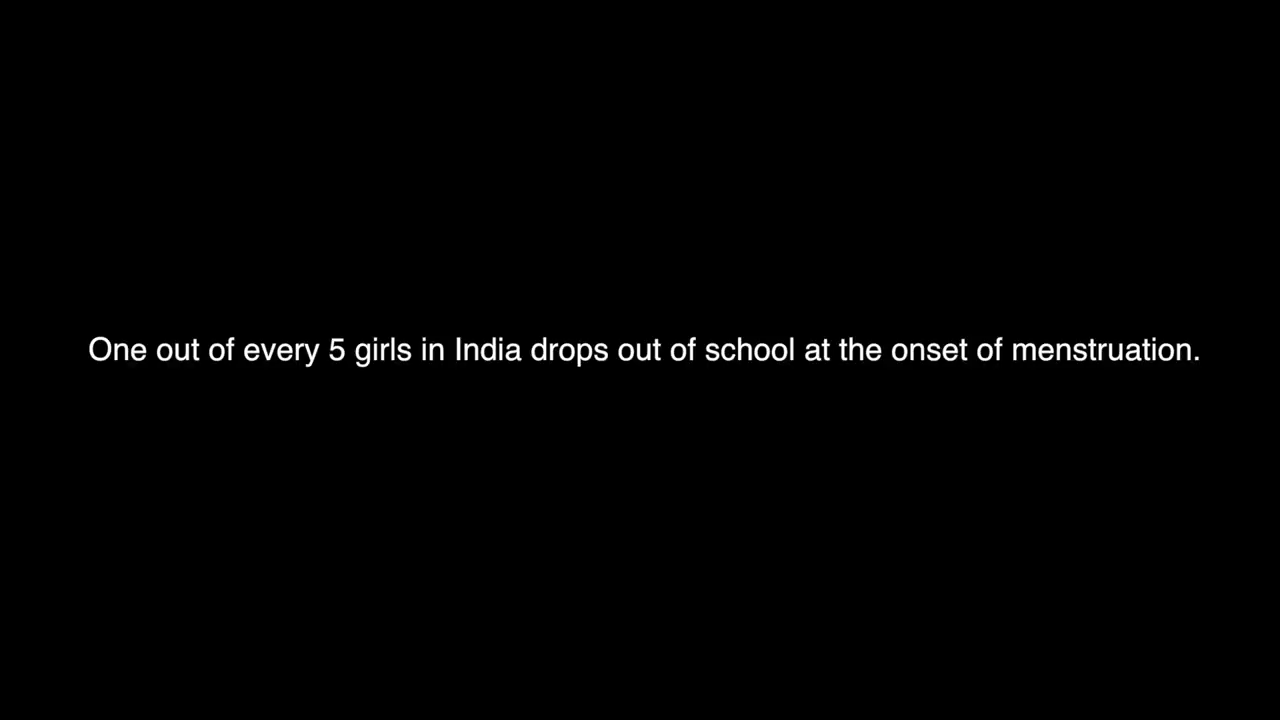 One out of every 5 girls in India drops out of school at the onset of menstruation.